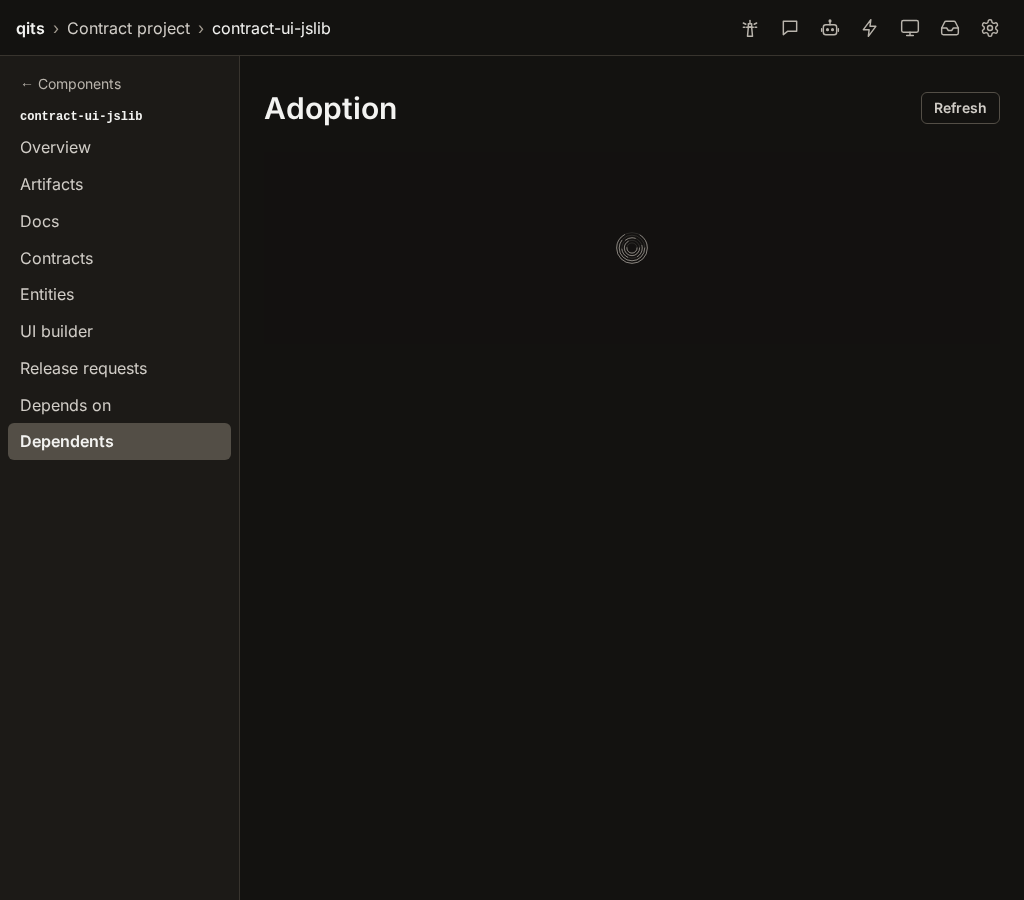 qits › Contract project › contract-ui-jslib
← Components
contract-ui-jslib
Overview
Artifacts
Docs
Contracts
Entities
UI builder
Release requests
Depends on
Dependents
Adoption
Refresh